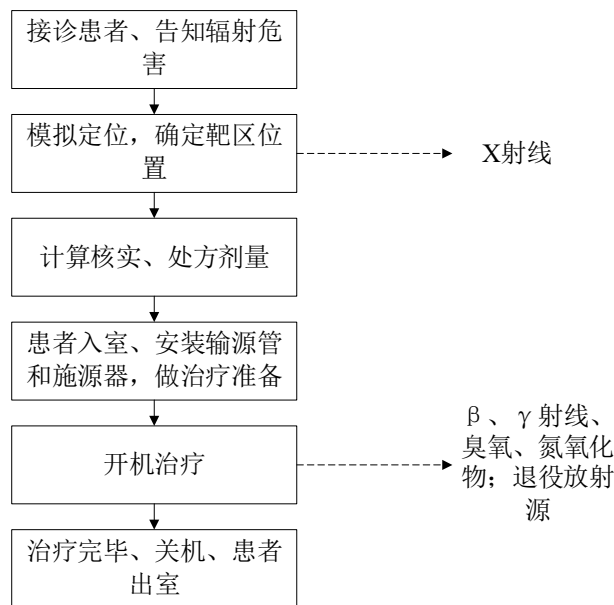 接诊患者、告知辐射危
害
模拟定位，确定靶区位
置
X射线
计算核实、处方剂量
患者入室、安装输源管
和施源器，做治疗准备
开机治疗
β、γ射线、
臭氧、氮氧化
物；退役放射
源
治疗完毕、关机、患者
出室